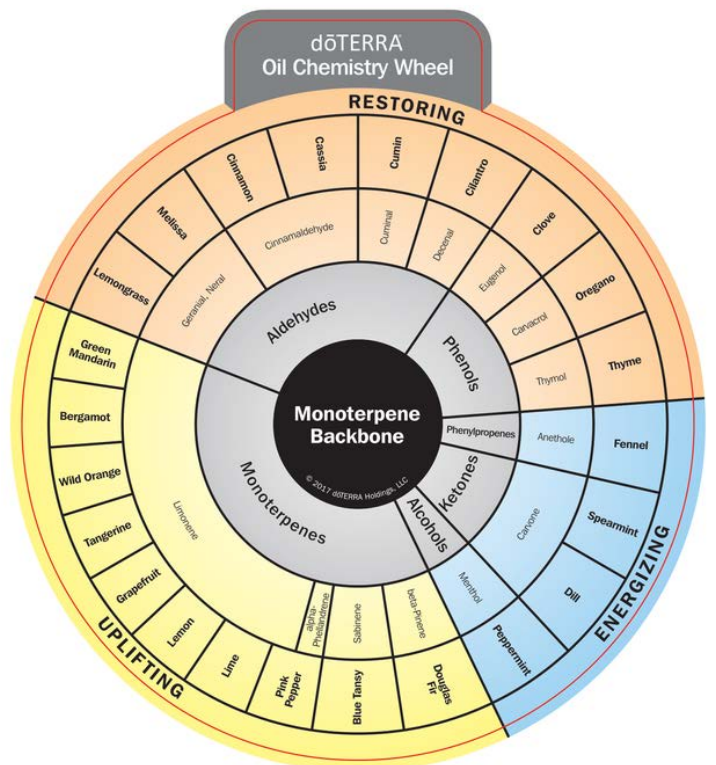 dōTERRA®
Oil Chemistry Wheel
RESTORING
Lemongrass
Melissa
Cinnamon
Cassia
Cumin
Cilantro
Clove
Oregano
Thyme
Geranial, Neral
Cinnamaldehyde
Cuminal
Decenal
Eugenol
Carvacrol
Thymol
Aldehydes
Phenols
Monoterpene
Backbone
© 2017 dōTERRA Holdings, LLC
Phenylpropenes
Ketones
Alcohols
Monoterpenes
Anethole
Carvone
Menthol
Fennel
Spearmint
Dill
Peppermint
ENERGIZING
Limonene
alpha-
Phellandrene
Sabinene
beta-Pinene
Green
Mandarin
Bergamot
Wild Orange
Tangerine
Grapefruit
Lemon
Lime
Pink
Pepper
Blue Tansy
Douglas
Fir
UPLIFTING